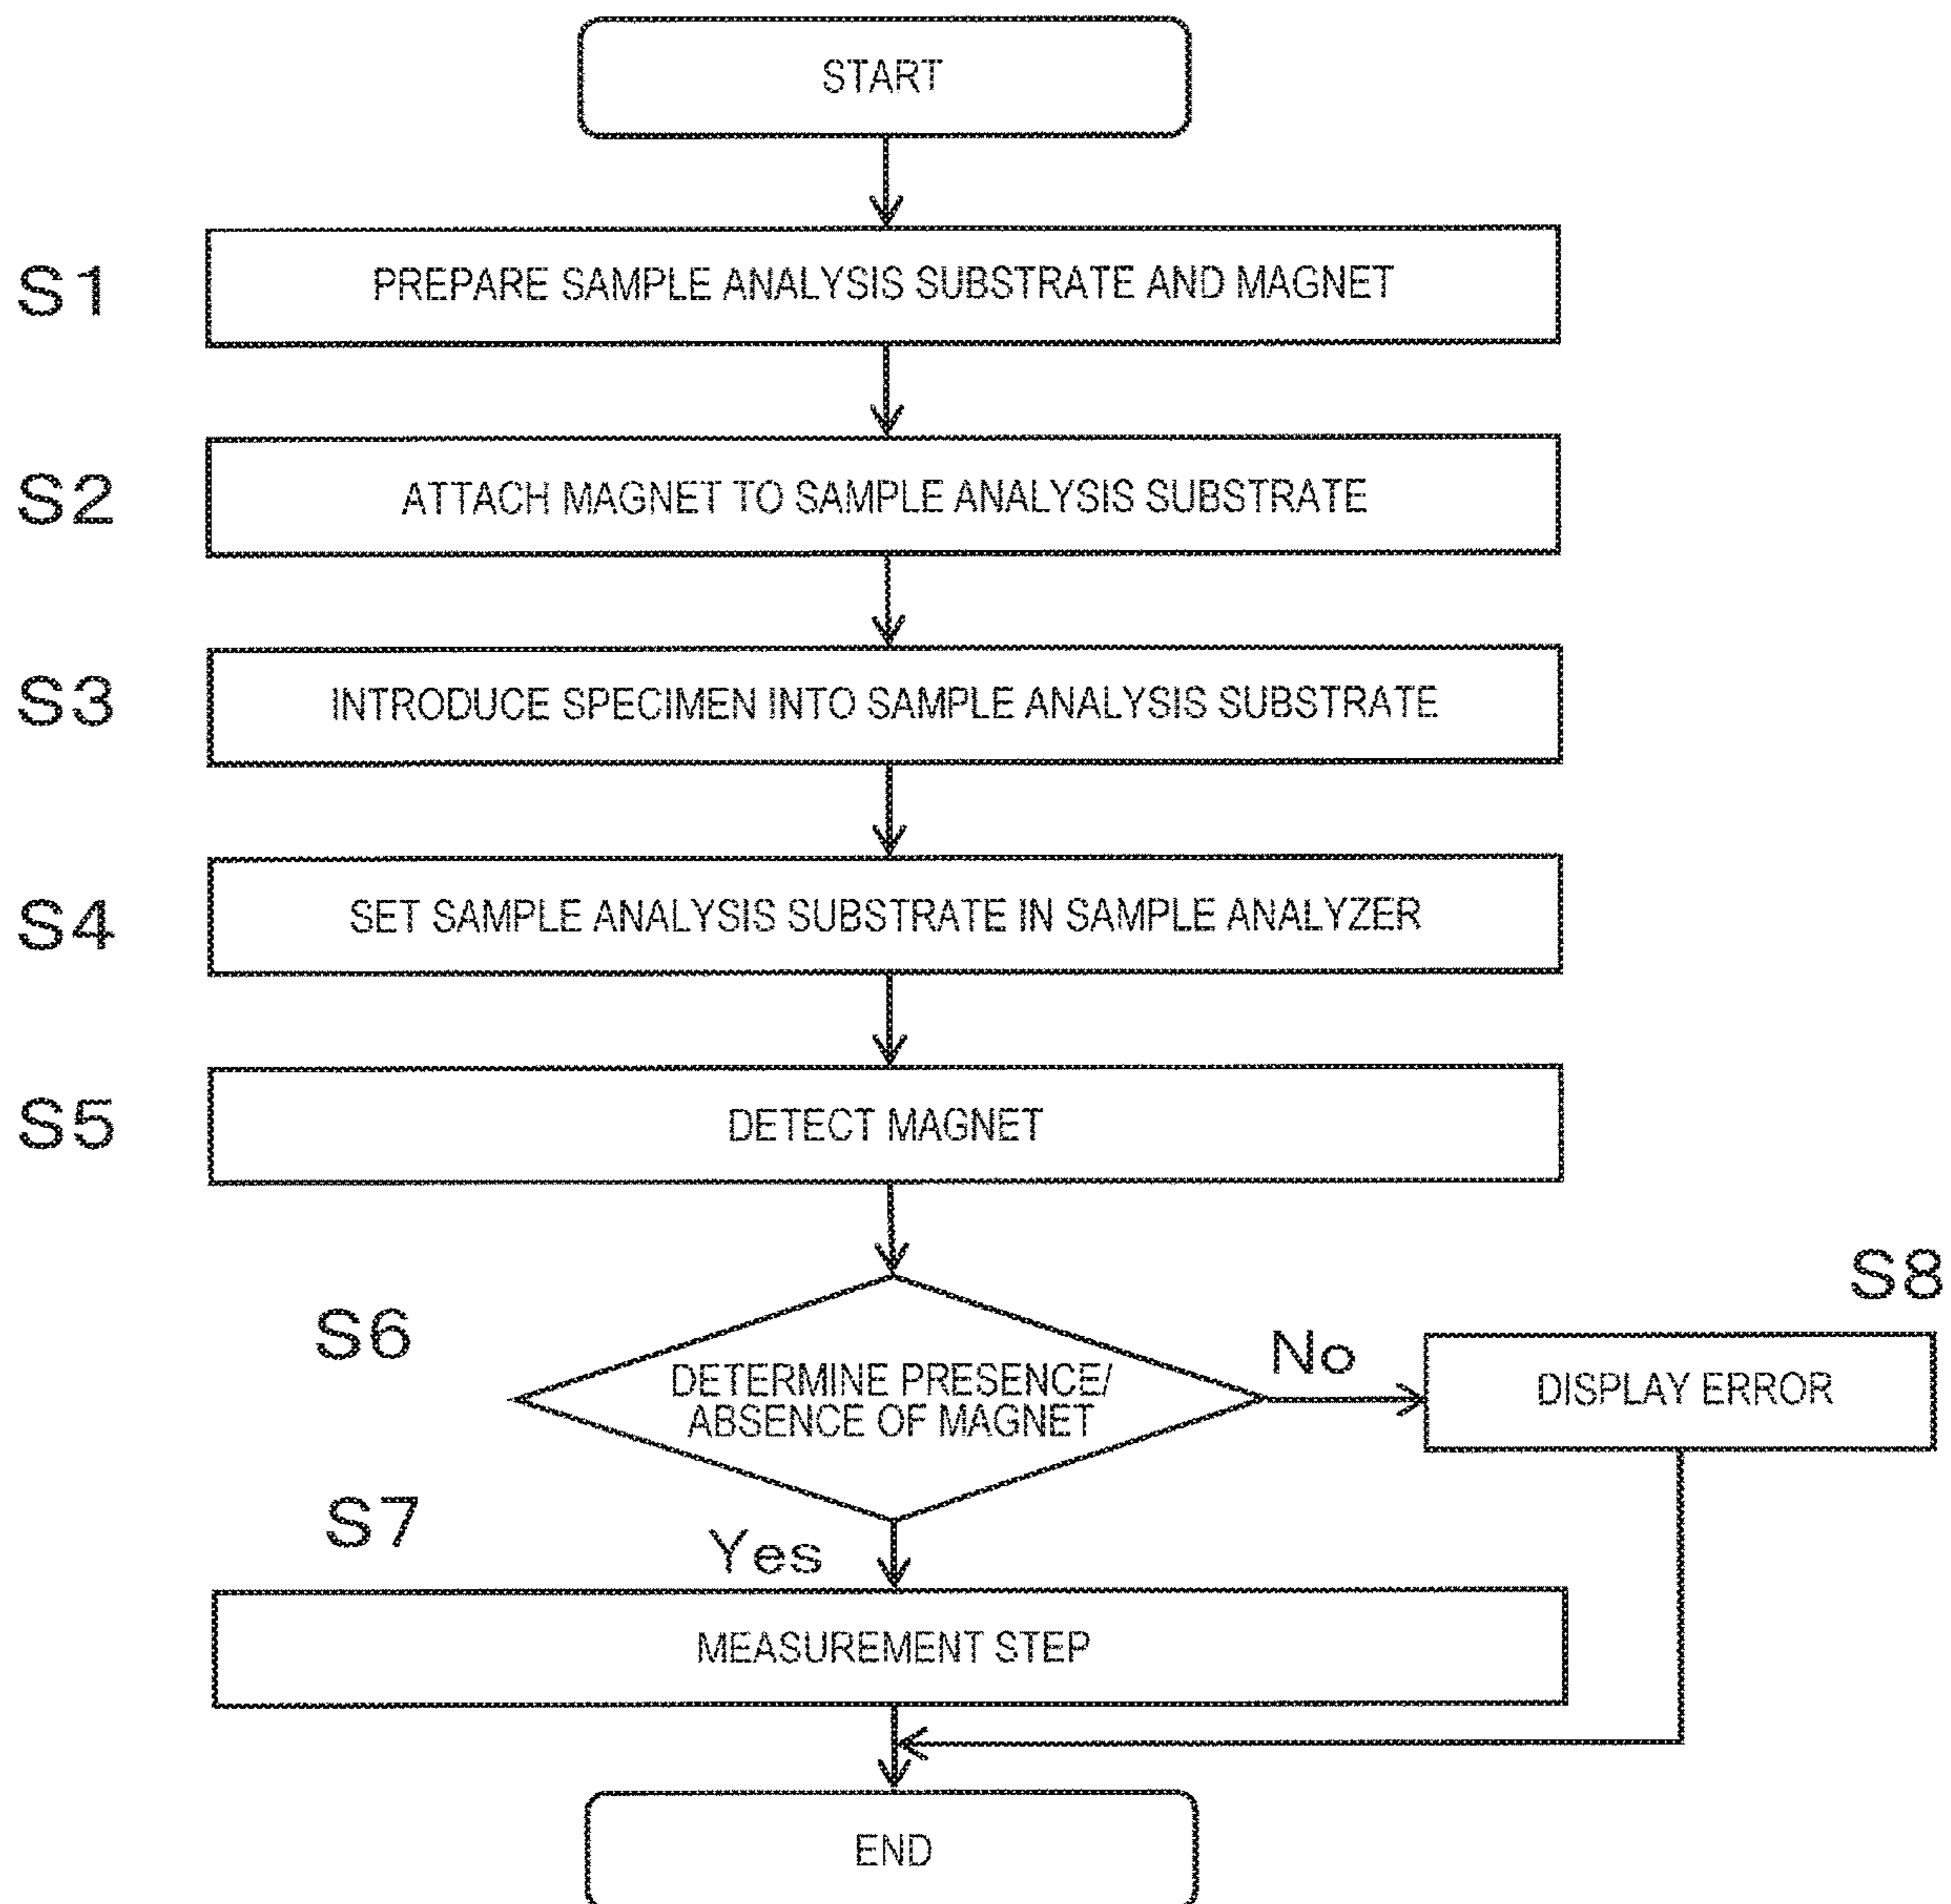 START
S1
PREPARE SAMPLE ANALYSIS SUBSTRATE AND MAGNET
S2
ATTACH MAGNET TO SAMPLE ANALYSIS SUBSTRATE
S3
INTRODUCE SPECIMEN INTO SAMPLE ANALYSIS SUBSTRATE
S4
SET SAMPLE ANALYSIS SUBSTRATE IN SAMPLE ANALYZER
S5
DETECT MAGNET
S6
DETERMINE PRESENCE/
ABSENCE OF MAGNET
No
S8
DISPLAY ERROR
S7
Yes
MEASUREMENT STEP
END